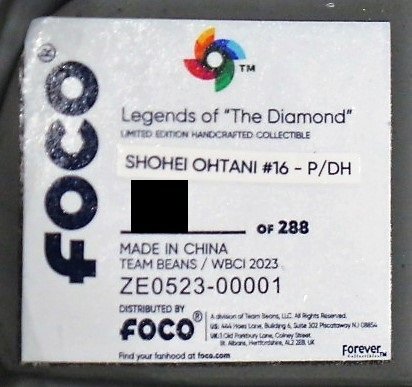 ™
Legends of "The Diamond"
LIMITED EDITION HANDCRAFTED COLLECTIBLE
SHOHEI OHTANI #16 - P/DH
OF 288
MADE IN CHINA
TEAM BEANS / WBCI 2023
ZE0523-00001
DISTRIBUTED BY
FOCO®
A division of Team Beans, LLC. All Rights Reserved.
US: 444 Hoes Lane, Building 6, Suite 302 Piscataway NJ 08854
UK: 3 Old Parsbury Lane, Colney Street
St. Albans, Hertfordshire, AL2 2EB, UK
Find your fanhood at foco.com
Forever
COLLECTIBLES
FOCO®